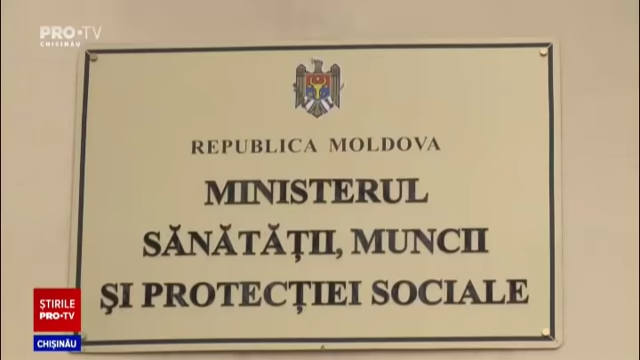 PRO•TV
CHIȘINĂU
REPUBLICA MOLDOVA
MINISTERUL
SĂNĂTĂȚII, MUNCII
ȘI PROTECȚIEI SOCIALE
ȘTIRILE
PRO•TV
CHIȘINĂU